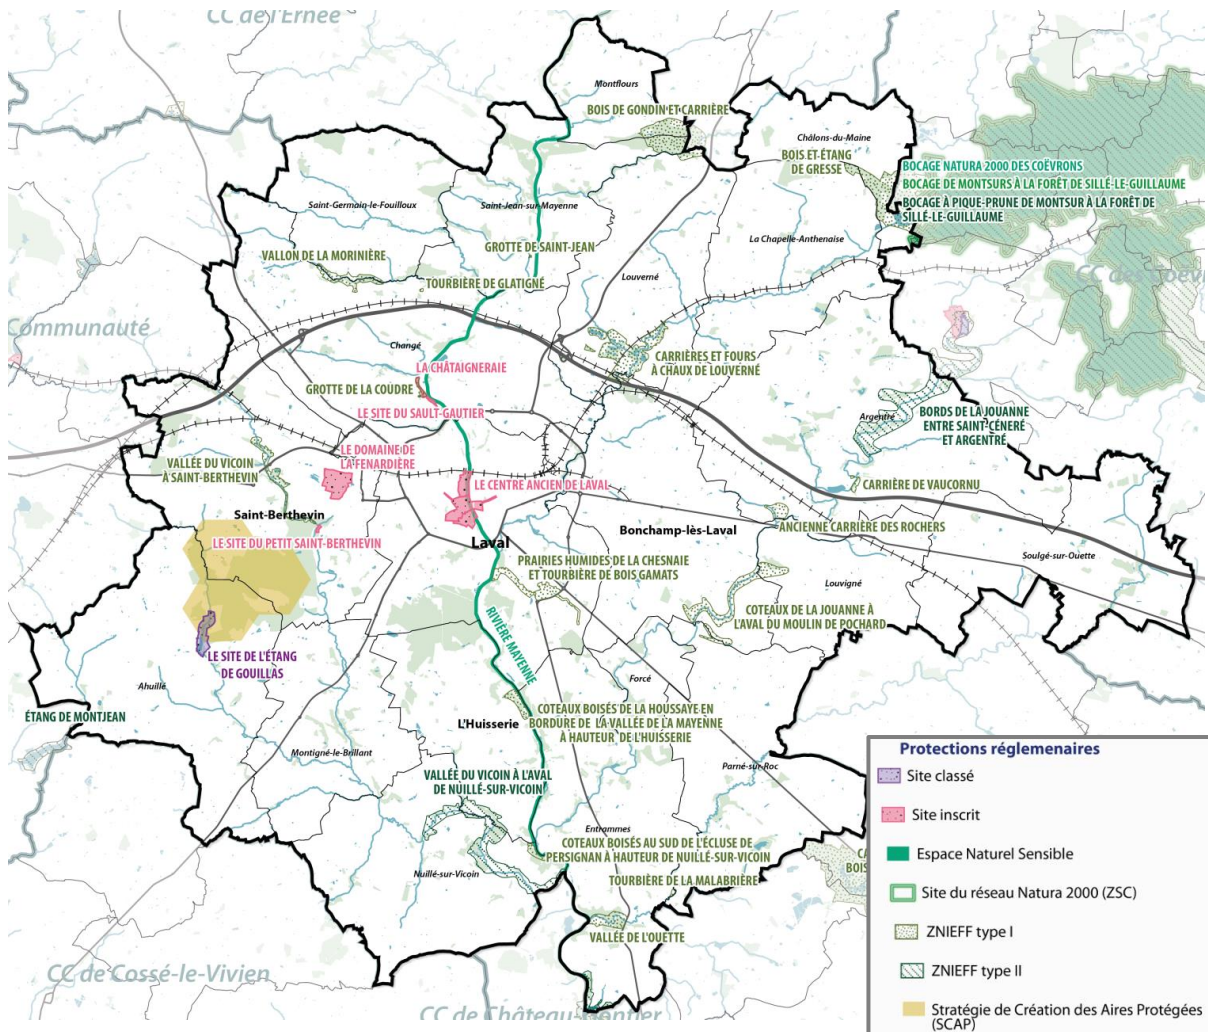 CC de l'Ernée
Montflours
BOIS DE GONDIN ET CARRIÈRE
Châlons-du-Maine
BOIS ET ÉTANG
DE GRESSE
BOCAGE NATURA 2000 DES COËVRONS
BOCAGE DE MONTSURS À LA FORÊT DE SILLÉ-LE-GUILLAUME
BOCAGE À PIQUE-PRUNE DE MONTSUR À LA FORÊT DE
SILLÉ-LE-GUILLAUME
Saint-Germain-le-Fouilloux
Saint-Jean-sur-Mayenne
La Chapelle-Anthenaise
GROTTE DE SAINT-JEAN
VALLON DE LA MORINIÈRE
Louverné
TOURBIÈRE DE GLATIGNÉ
CC des Coëvr
Communauté
Changé
LA CHÂTAIGNERAIE
CARRIÈRES ET FOURS
À CHAUX DE LOUVERNÉ
GROTTE DE LA COUDRE
LE SITE DU SAULT-GAUTIER
Argentré
BORDS DE LA JOUANNE
ENTRE SAINT-CÉNERÉ
ET ARGENTRÉ
LE DOMAINE DE
LA FENARDIÈRE
VALLÉE DU VICOIN
À SAINT-BERTHEVIN
LE CENTRE ANCIEN DE LAVAL
CARRIÈRE DE VAUCORNU
Saint-Berthevin
ANCIENNE CARRIÈRE DES ROCHERS
Bonchamp-lès-Laval
LE SITE DU PETIT SAINT-BERTHEVIN
Laval
Soulgé-sur-Ouette
PRAIRIES HUMIDES DE LA CHESNAIE
ET TOURBIÈRE DE BOIS GAMATS
Louvigné
COTEAUX DE LA JOUANNE À
L'AVAL DU MOULIN DE POCHARD
RIVIÈRE MAYENNE
LE SITE DE L'ÉTANG
DE GOUILLAS
Ahuillé
Forcé
ÉTANG DE MONTJEAN
L'Huisserie
COTEAUX BOISÉS DE LA HOUSSAYE EN
BORDURE DE LA VALLÉE DE LA MAYENNE
À HAUTEUR DE L'HUISSERIE
Montigné-le-Brillant
Parné-sur-Roc
VALLÉE DU VICOIN À L'AVAL
DE NUILLÉ-SUR-VICOIN
Entrammes
COTEAUX BOISÉS AU SUD DE L'ÉCLUSE DE
PERSIGNAN À HAUTEUR DE NUILLÉ-SUR-VICOIN
CA
BOIS
Nuillé-sur-Vicoin
TOURBIÈRE DE LA MALABRIÈRE
VALLÉE DE L'OUETTE
CC de Cossé-le-Vivien
CC de Château-Gontier
Protections réglemenaires
Site classé
Site inscrit
Espace Naturel Sensible
Site du réseau Natura 2000 (ZSC)
ZNIEFF type I
ZNIEFF type II
Stratégie de Création des Aires Protégées
(SCAP)